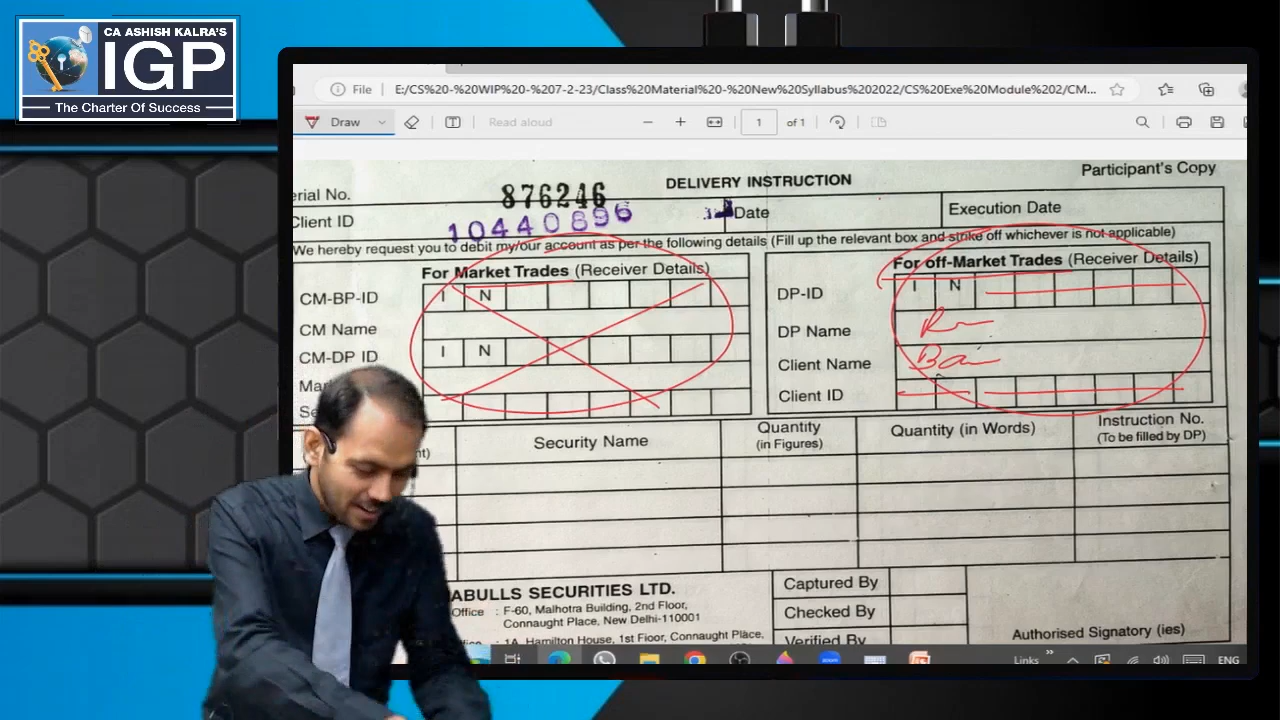 CA ASHISH KALRA'S
IGP
The Charter Of Success
File E:/CS%20-%20WIP%20-%207-2-23/Class%20Material%20-%20New%20Syllabus%202022/CS%20Exe%20Module%202/CM...
Draw Read aloud 1 of 1
Participant's Copy
erial No. 876246 DELIVERY INSTRUCTION
Client ID 10440896 Date Execution Date
We hereby request you to debit my/our account as per the following details (Fill up the relevant box and strike off whichever is not applicable)
For Market Trades (Receiver Details) For off-Market Trades (Receiver Details)
CM-BP-ID I N DP-ID I N
CM Name DP Name
CM-DP ID I N Client Name
Client ID
Security Name Quantity (in Figures) Quantity (in Words) Instruction No. (To be filled by DP)
ABULLS SECURITIES LTD. Captured By
Office : F-60, Malhotra Building, 2nd Floor,
Connaught Place, New Delhi-110001 Checked By
: 1A, Hamilton House, 1st Floor, Connaught Place, Verified By Authorised Signatory (ies)
Links ENG